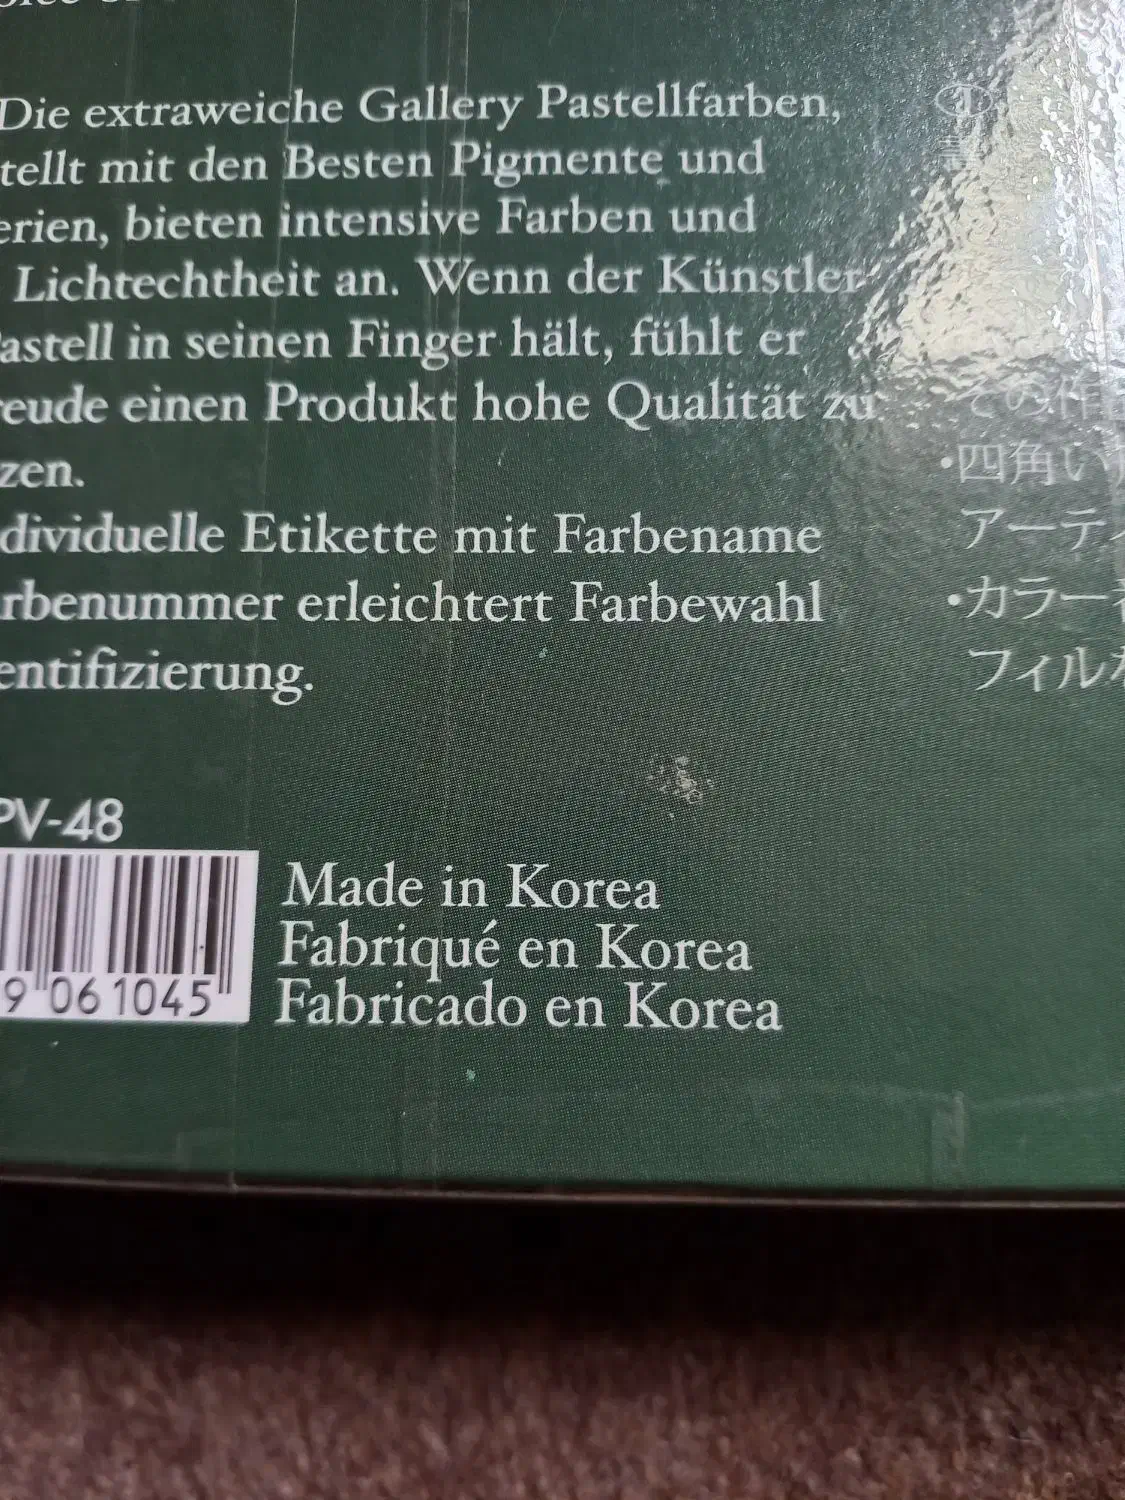 Die extraweiche Gallery Pastellfarben,
tellt mit den Besten Pigmente und
erien, bieten intensive Farben und
Lichtechtheit an. Wenn der Künstler
astell in seinen Finger hält, fühlt er
reude einen Produkt hohe Qualität zu
zen.
dividuelle Etikette mit Farbename
rbenummer erleichtert Farbewahl
entifizierung.
その作
•四角い
アーティ
•カラー
フィル
PV-48
9 061045
Made in Korea
Fabriqué en Korea
Fabricado en Korea